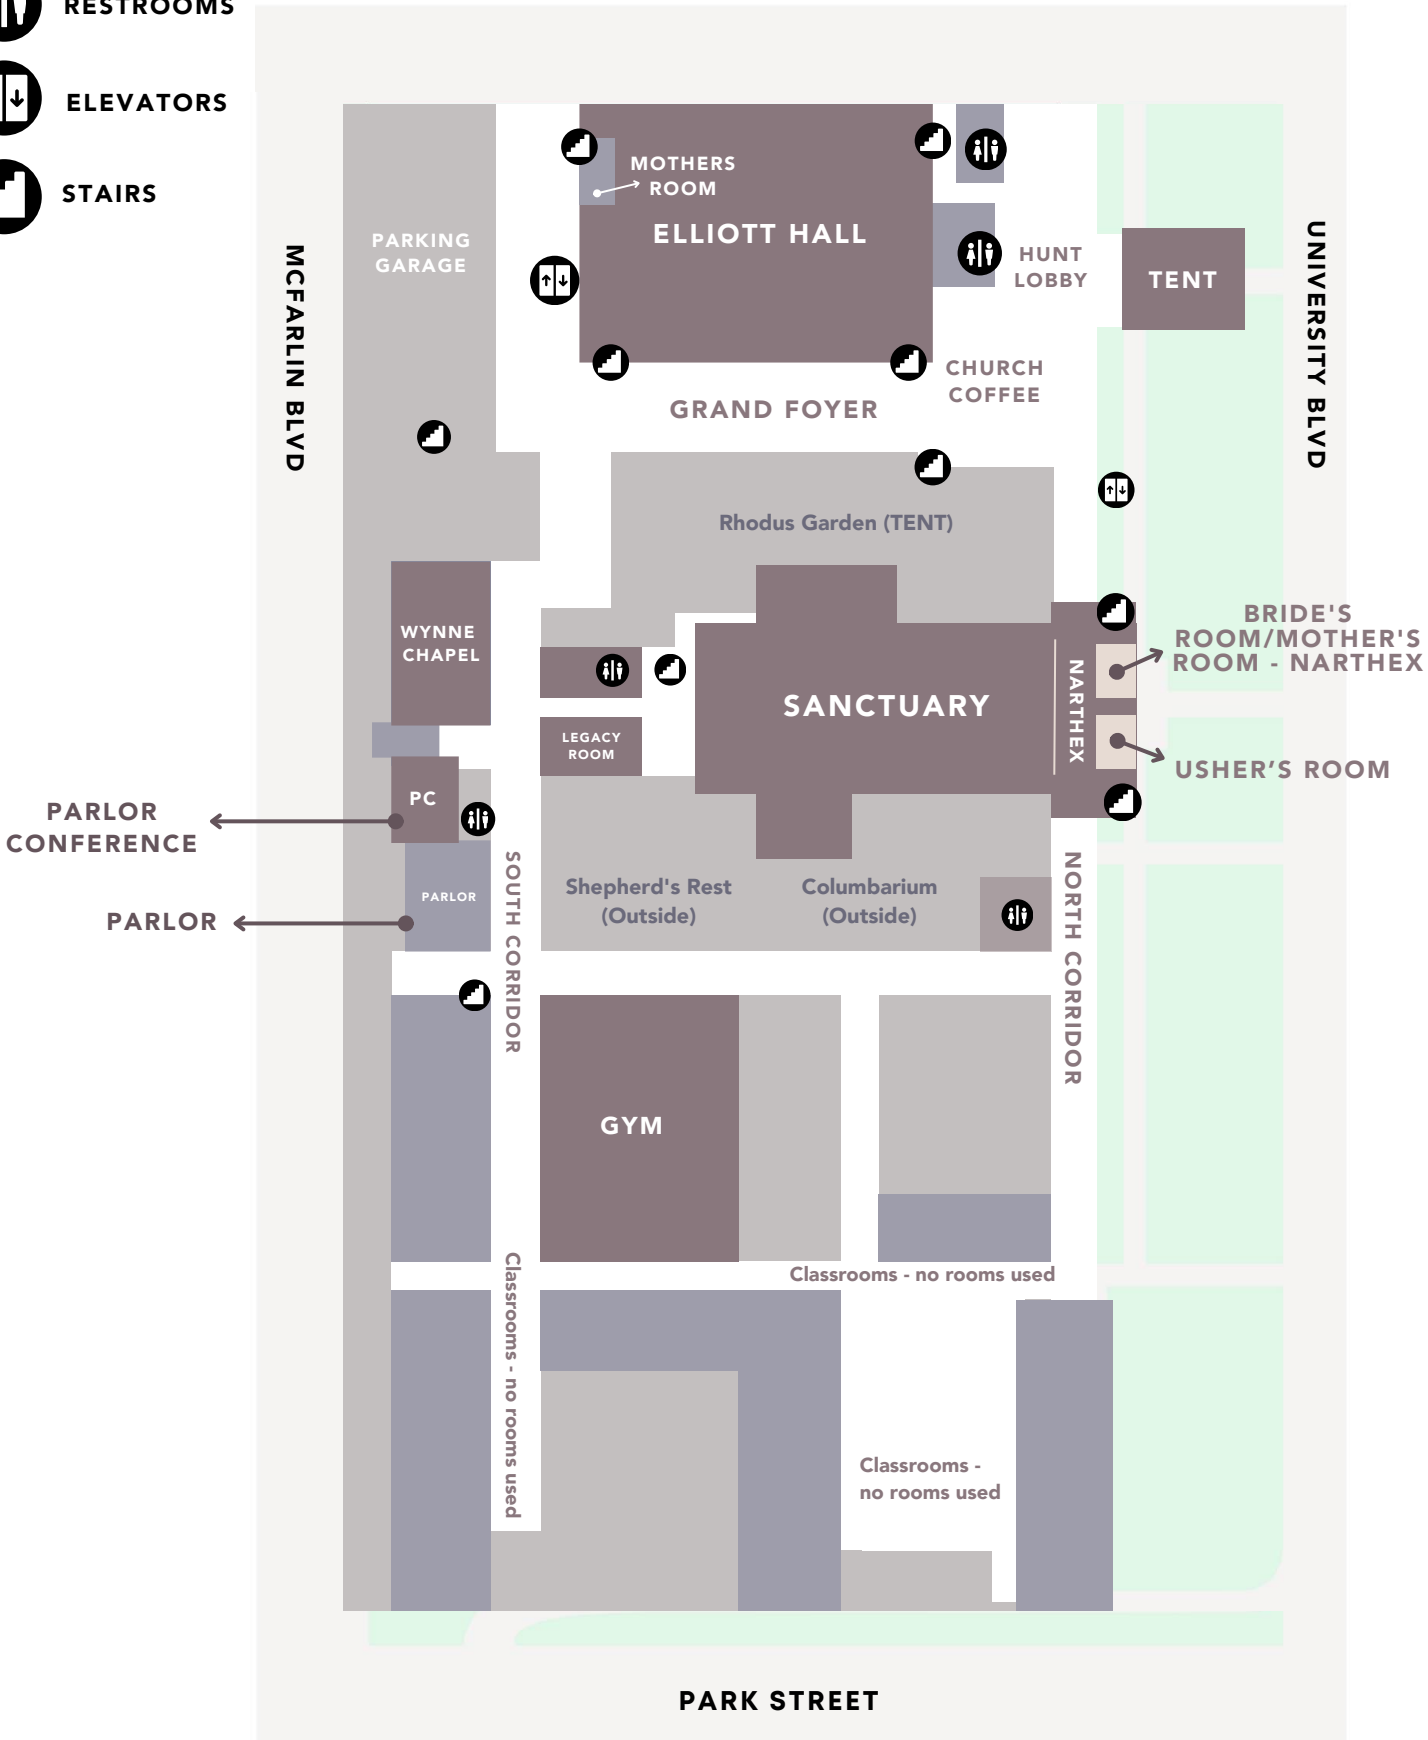 RESTROOMS
ELEVATORS
STAIRS
MCFARLIN BLVD
UNIVERSITY BLVD
PARKING
GARAGE
MOTHERS
ROOM
ELLIOTT HALL
HUNT
LOBBY
TENT
CHURCH
COFFEE
GRAND FOYER
Rhodus Garden (TENT)
WYNNE
CHAPEL
LEGACY
ROOM
SANCTUARY
NARTHEX
BRIDE'S
ROOM/MOTHER'S
ROOM - NARTHEX
USHER'S ROOM
PC
PARLOR
CONFERENCE
PARLOR
PARLOR
SOUTH CORRIDOR
Shepherd's Rest
(Outside)
Columbarium
(Outside)
NORTH CORRIDOR
GYM
Classrooms - no rooms used
Classrooms - no rooms used
Classrooms -
no rooms used
PARK STREET